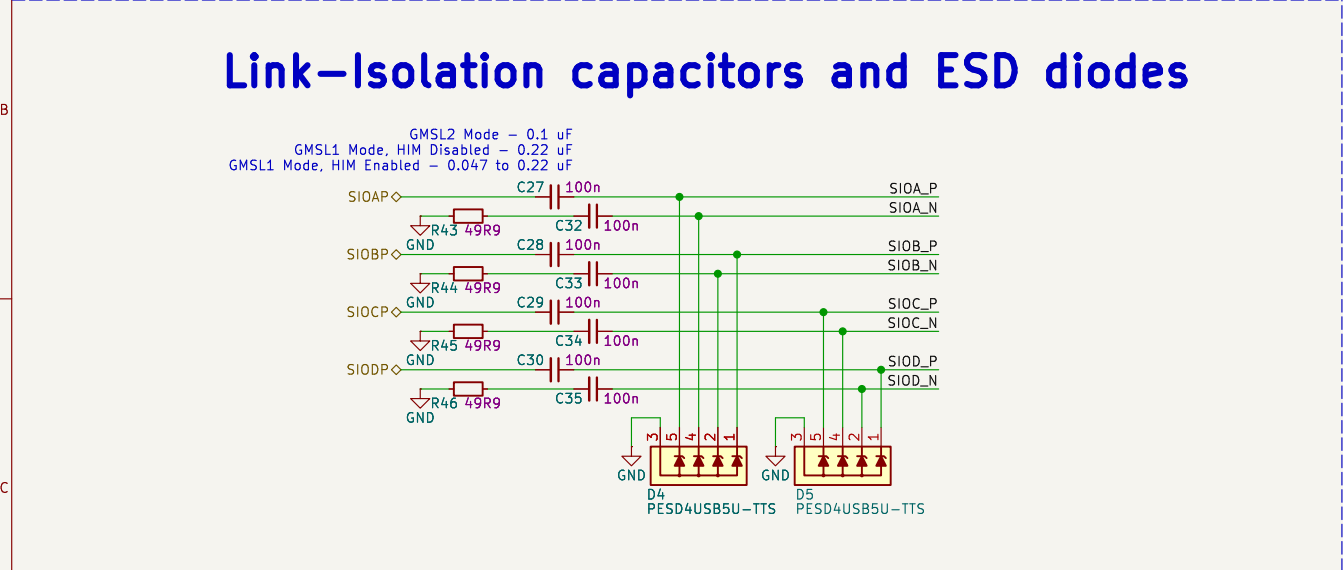 Link-Isolation capacitors and ESD diodes
B
GMSL2 Mode - 0.1 uF
GMSL1 Mode, HIM Disabled - 0.22 uF
GMSL1 Mode, HIM Enabled - 0.047 to 0.22 uF
C27 100n SIOA_P
SIOAP
SIOA_N
R43 49R9 C32 100n
GND
C28 100n SIOB_P
SIOBP
SIOB_N
R44 49R9 C33 100n
GND
C29 100n SIOC_P
SIOCP
SIOC_N
R45 49R9 C34 100n
GND
C30 100n SIOD_P
SIODP
SIOD_N
R46 49R9 C35 100n
GND
3 5 4 2 1 3 5 4 2 1
GND GND
C
D4 D5
PESD4USB5U-TTS PESD4USB5U-TTS